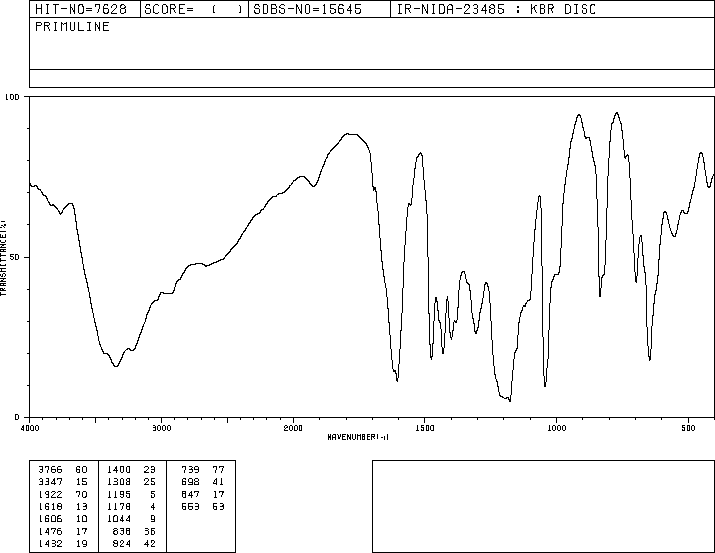 HIT-NO=7628 SCORE= ( ) SDBS-NO=15645 IR-NIDA-23485 : KBR DISC
PRIMULINE
100
50
0
TRANSMITTANCE(%)
4000 3000 2000 1500 1000 500
WAVENUMBER(-1)
3766 60 1400 23 739 77
3347 15 1308 25 698 41
1922 70 1195 5 647 17
1618 13 1178 4
1606 10 1044 9
1476 17 838 36
1432 19 824 42